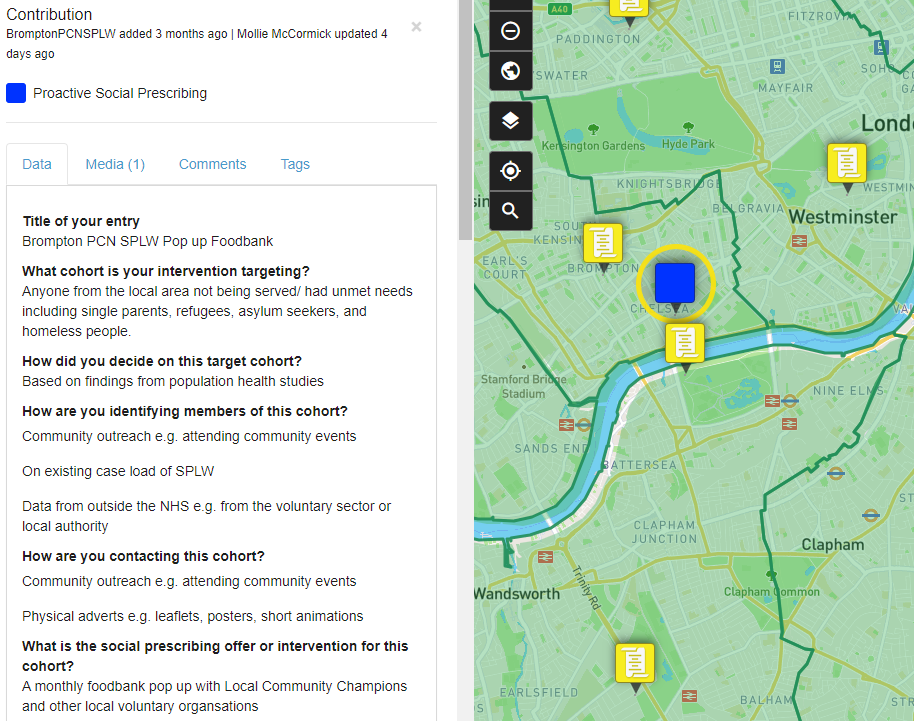 Contribution
BromptonPCNSPLW added 3 months ago | Mollie McCormick updated 4
days ago
×
Proactive Social Prescribing
Data
Media (1)
Comments
Tags
Title of your entry
Brompton PCN SPLW Pop up Foodbank
What cohort is your intervention targeting?
Anyone from the local area not being served/ had unmet needs
including single parents, refugees, asylum seekers, and
homeless people.
How did you decide on this target cohort?
Based on findings from population health studies
How are you identifying members of this cohort?
Community outreach e.g. attending community events
On existing case load of SPLW
Data from outside the NHS e.g. from the voluntary sector or
local authority
How are you contacting this cohort?
Community outreach e.g. attending community events
Physical adverts e.g. leaflets, posters, short animations
What is the social prescribing offer or intervention for this
cohort?
A monthly foodbank pop up with Local Community Champions
and other local voluntary organsations
A40
FITZROVIA
PADDINGTON
SWATER
SOHO
MAYFAIR
Londo
Kensington Gardens
Hyde Park
KNIGHTSBRIDGE
WESTMIN
sin
BELGRAVIA
Westminster
SOUTH
KENSIN
EARL'S
COURT
BROMPTON
CHELSEA
VA
Stamford Bridge
Stadium
NINE ELMS
SANDS END
BATTERSEA
ST
CLAPHAM
JUNCTION
Clapham
Wandsworth
Trinity Rd
Clapham Common
EARLSFIELD
BALHAM